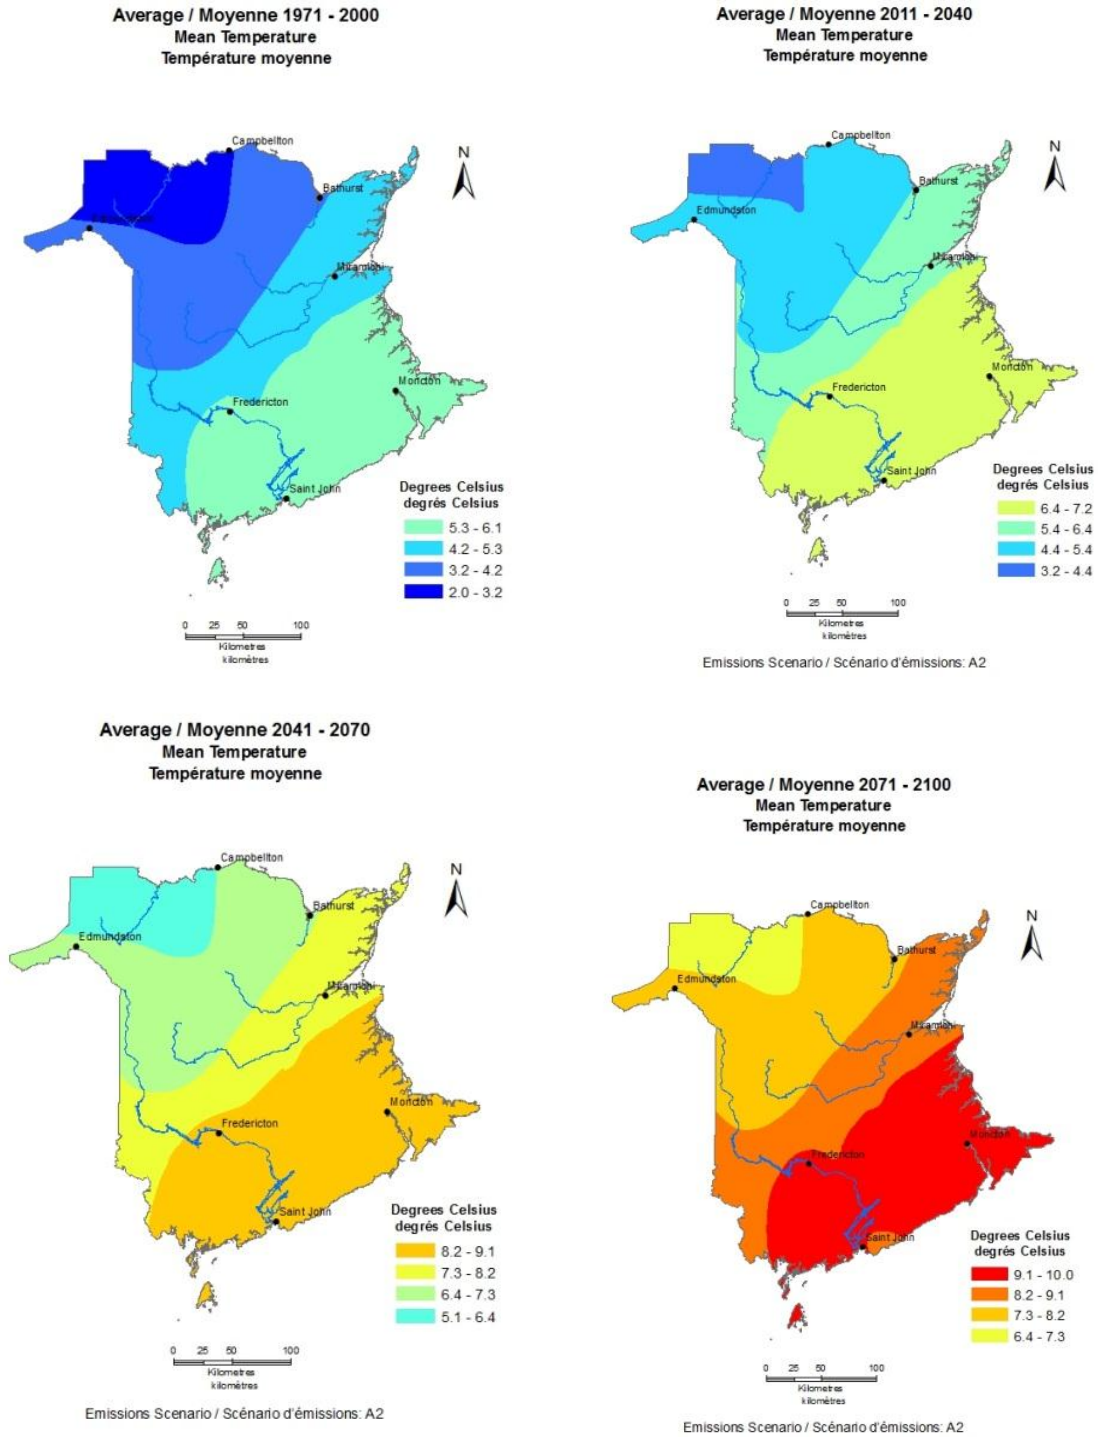 Average / Moyenne 1971 - 2000
Mean Temperature
Température moyenne
Campbellton
N
Bathurst
Edmundston
Miramichi
Moncton
Fredericton
Saint John
Degrees Celsius
degrés Celsius
5.3 - 6.1
4.2 - 5.3
3.2 - 4.2
2.0 - 3.2
0 25 50 100
Kilometres
kilomètres
Average / Moyenne 2011 - 2040
Mean Temperature
Température moyenne
Campbellton
N
Bathurst
Edmundston
Miramichi
Moncton
Fredericton
Saint John
Degrees Celsius
degrés Celsius
6.4 - 7.2
5.4 - 6.4
4.4 - 5.4
3.2 - 4.4
0 25 50 100
Kilometres
kilomètres
Emissions Scenario / Scénario d'émissions: A2
Average / Moyenne 2041 - 2070
Mean Temperature
Température moyenne
Campbellton
N
Bathurst
Edmundston
Miramichi
Moncton
Fredericton
Saint John
Degrees Celsius
degrés Celsius
8.2 - 9.1
7.3 - 8.2
6.4 - 7.3
5.1 - 6.4
0 25 50 100
Kilometres
kilomètres
Emissions Scenario / Scénario d'émissions: A2
Average / Moyenne 2071 - 2100
Mean Temperature
Température moyenne
Campbellton
N
Bathurst
Edmundston
Miramichi
Moncton
Fredericton
Saint John
Degrees Celsius
degrés Celsius
9.1 - 10.0
8.2 - 9.1
7.3 - 8.2
6.4 - 7.3
0 25 50 100
Kilometres
kilomètres
Emissions Scenario / Scénario d'émissions: A2